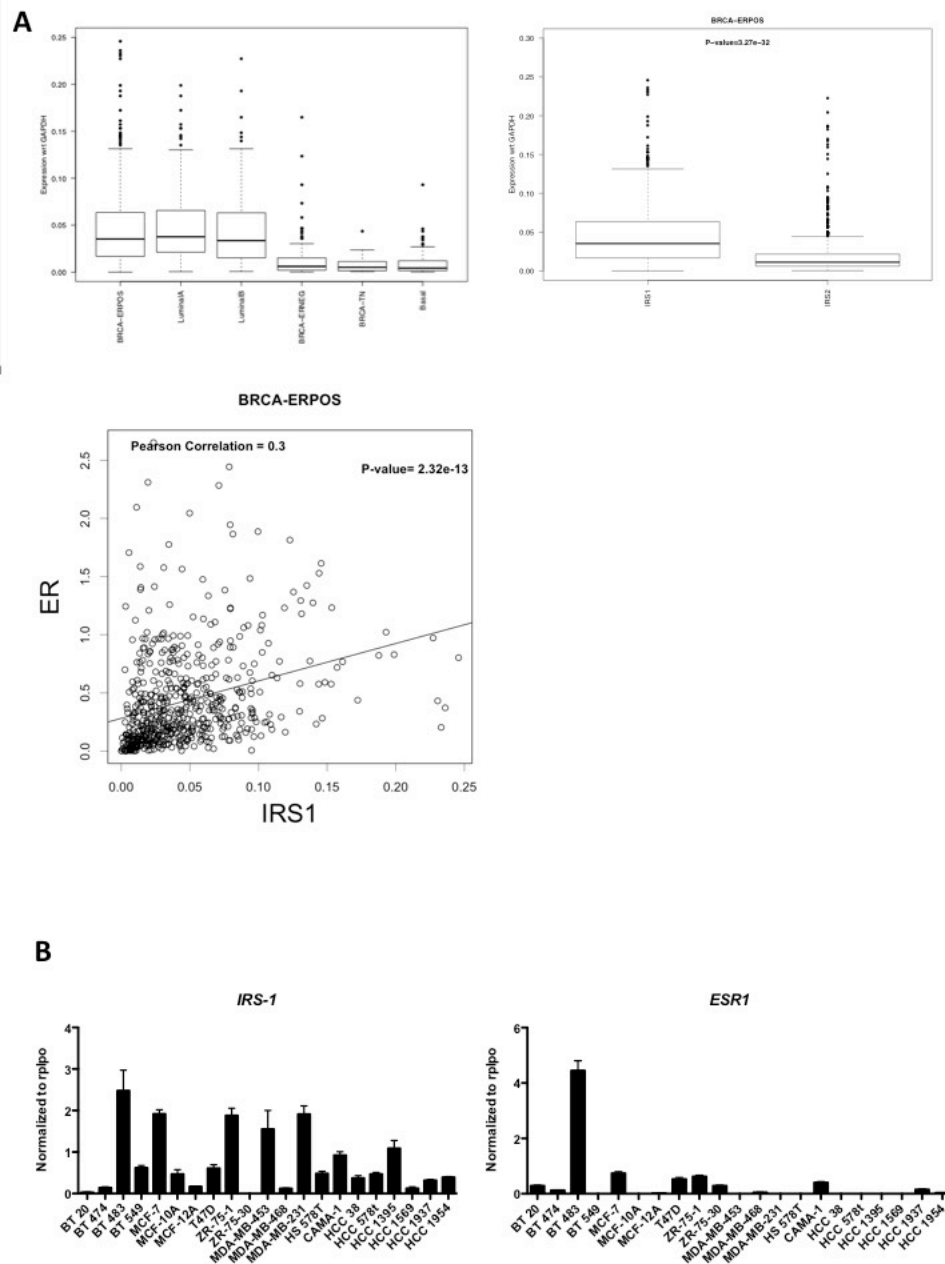 A
BRCA-ERPOS
P-value=3.27e-32
Expression wrt GAPDH
0.25
0.20
0.15
0.10
0.05
0.00
BRCA-ERPOS
LuminalA
LuminalB
BRCA-ERNEG
BRCA-TN
Basal
Expression wrt GAPDH
0.30
0.25
0.20
0.15
0.10
0.05
0.00
IRS1
IRS2
BRCA-ERPOS
Pearson Correlation = 0.3
P-value= 2.32e-13
ER
2.5
2.0
1.5
1.0
0.5
0.0
0.00 0.05 0.10 0.15 0.20 0.25
IRS1
B
IRS-1
Normalized to rplpo
4
3
2
1
0
BT 20
BT 474
BT 483
BT 549
MCF-7
MCF-10A
MCF-12A
T47D
ZR-75-1
ZR-75-30
MDA-MB-453
MDA-MB-468
MDA-MB-231
HS 578T
CAMA-1
HCC 38
HCC 578I
HCC 1395
HCC 1569
HCC 1937
HCC 1954
ESR1
Normalized to rplpo
6
4
2
0
BT 20
BT 474
BT 483
BT 549
MCF-7
MCF-10A
MCF-12A
T47D
ZR-75-1
ZR-75-30
MDA-MB-453
MDA-MB-468
MDA-MB-231
HS 578T
CAMA-1
HCC 38
HCC 578I
HCC 1395
HCC 1569
HCC 1937
HCC 1954